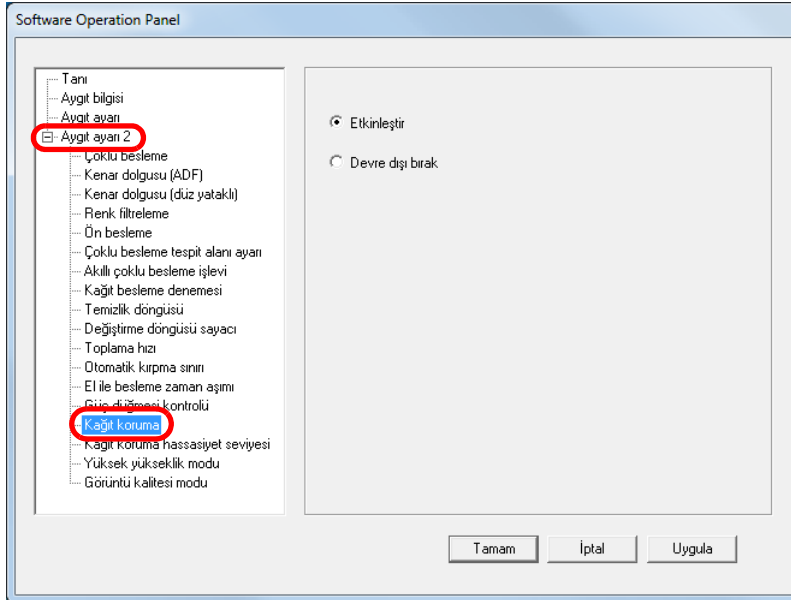 Software Operation Panel
Tanı
Aygıt bilgisi
Aygıt ayarı
Aygıt ayarı 2
Çoklu besleme
Kenar dolgusu (ADF)
Kenar dolgusu (düz yataklı)
Renk filtreleme
Ön besleme
Çoklu besleme tespit alanı ayarı
Akıllı çoklu besleme işlevi
Kağıt besleme denemesi
Temizlik döngüsü
Değiştirme döngüsü sayacı
Toplama hızı
Otomatik kırpma sınırı
El ile besleme zaman aşımı
Güç düğmesi kontrolü
Kağıt koruma
Kağıt koruma hassasiyet seviyesi
Yüksek yükseklik modu
Görüntü kalitesi modu
Etkinleştir
Devre dışı bırak
Tamam
İptal
Uygula